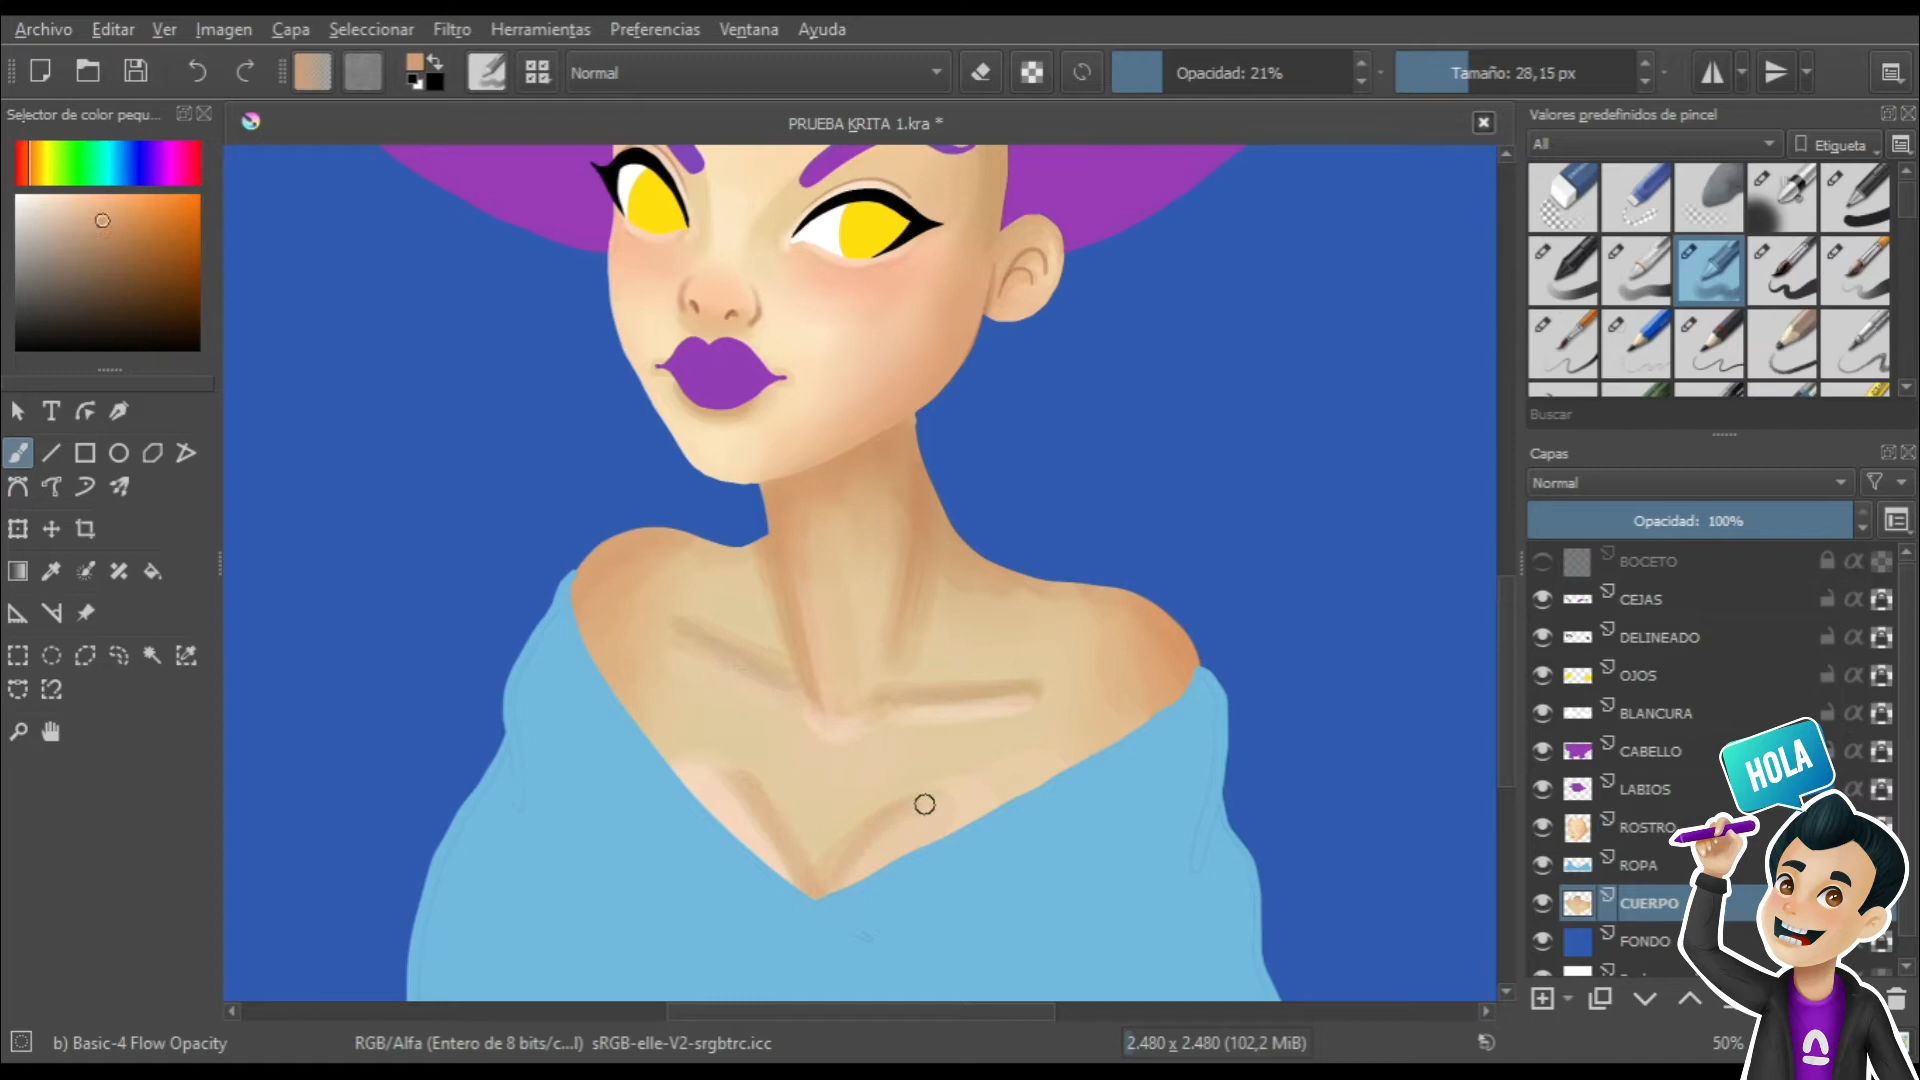 Archivo Editar Ver Imagen Capa Seleccionar Filtro Herramientas Preferencias Ventana Ayuda
Normal
Opacidad: 21%
Tamaño: 28,15 px
Selector de color pequ...
PRUEBA KRITA 1.kra *
Valores predefinidos de pincel
All
Etiqueta
Buscar
Capas
Normal
Opacidad: 100%
BOCETO
CEJAS
DELINEADO
OJOS
BLANCURA
CABELLO
LABIOS
ROSTRO
ROPA
CUERPO
FONDO
HOLA
b) Basic-4 Flow Opacity
RGB/Alfa (Entero de 8 bits/c...l) sRGB-elle-V2-srgbtrc.icc
2.480 x 2.480 (102,2 MiB)
50%